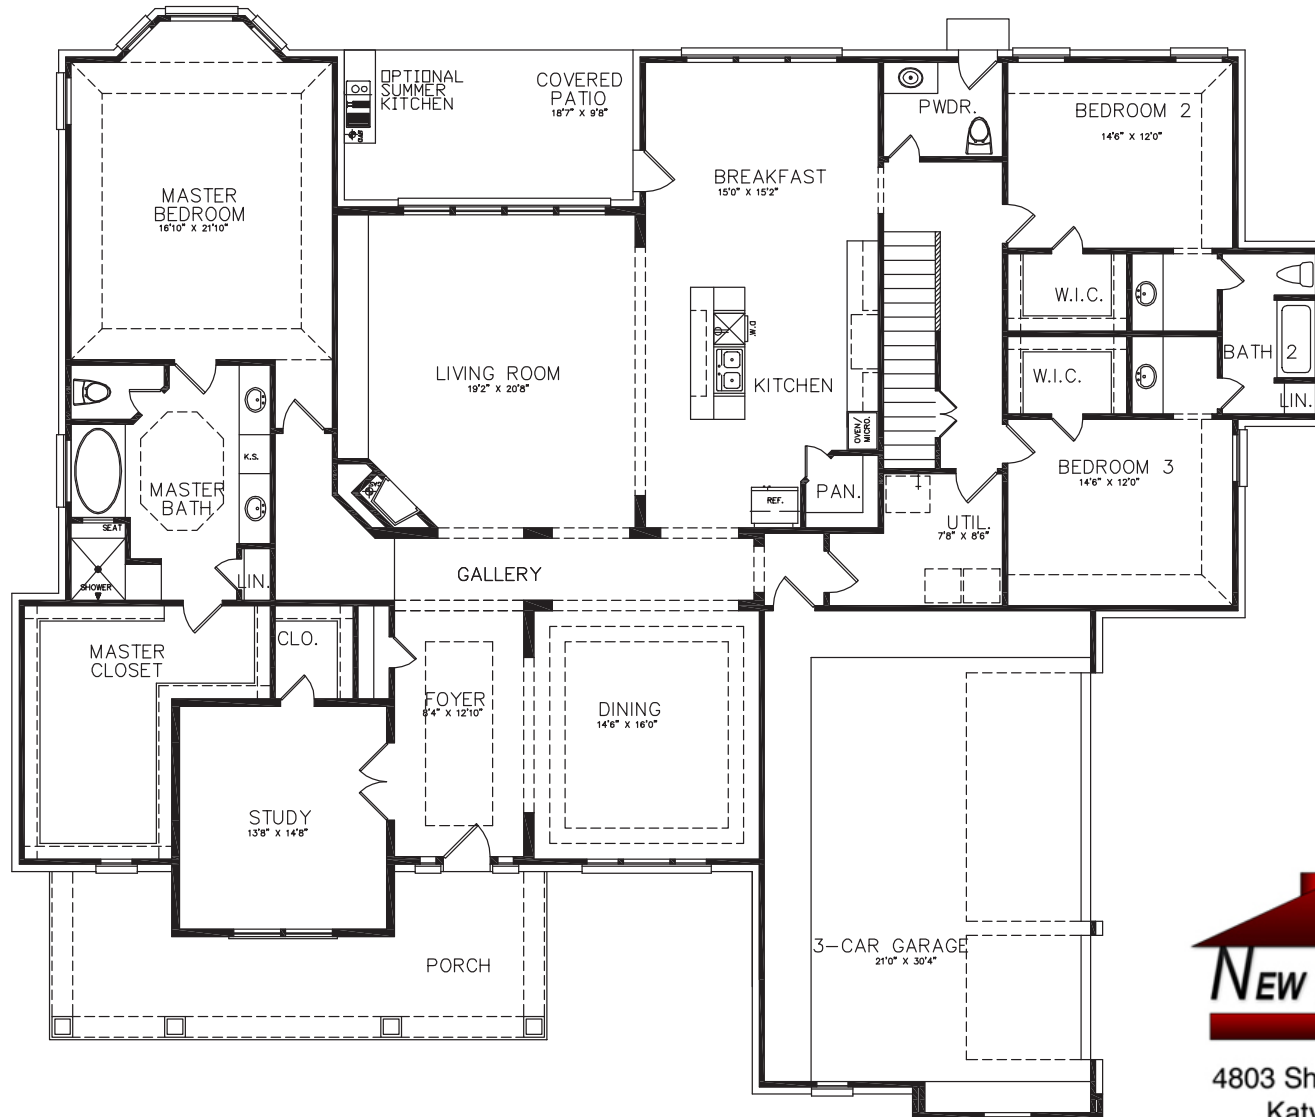 OPTIONAL
SUMMER
KITCHEN
COVERED
PATIO
18'7" X 9'8"
PWDR.
BEDROOM 2
14'6" X 12'0"
MASTER
BEDROOM
16'10" X 21'10"
BREAKFAST
15'0" X 15'2"
W.I.C.
D.W.
BATH 2
LIVING ROOM
19'2" X 20'8"
KITCHEN
W.I.C.
LIN.
OVEN/
MICRO.
K.S.
MASTER
BATH
SEAT
GAS
REF.
PAN.
BEDROOM 3
14'6" X 12'0"
UTIL.
7'8" X 8'6"
SHOWER
LIN.
GALLERY
CLO.
MASTER
CLOSET
FOYER
8'4" X 12'10"
DINING
14'6" X 16'0"
STUDY
13'8" X 14'8"
3-CAR GARAGE
21'0" X 30'4"
PORCH
NEW
4803 Sh
Katy